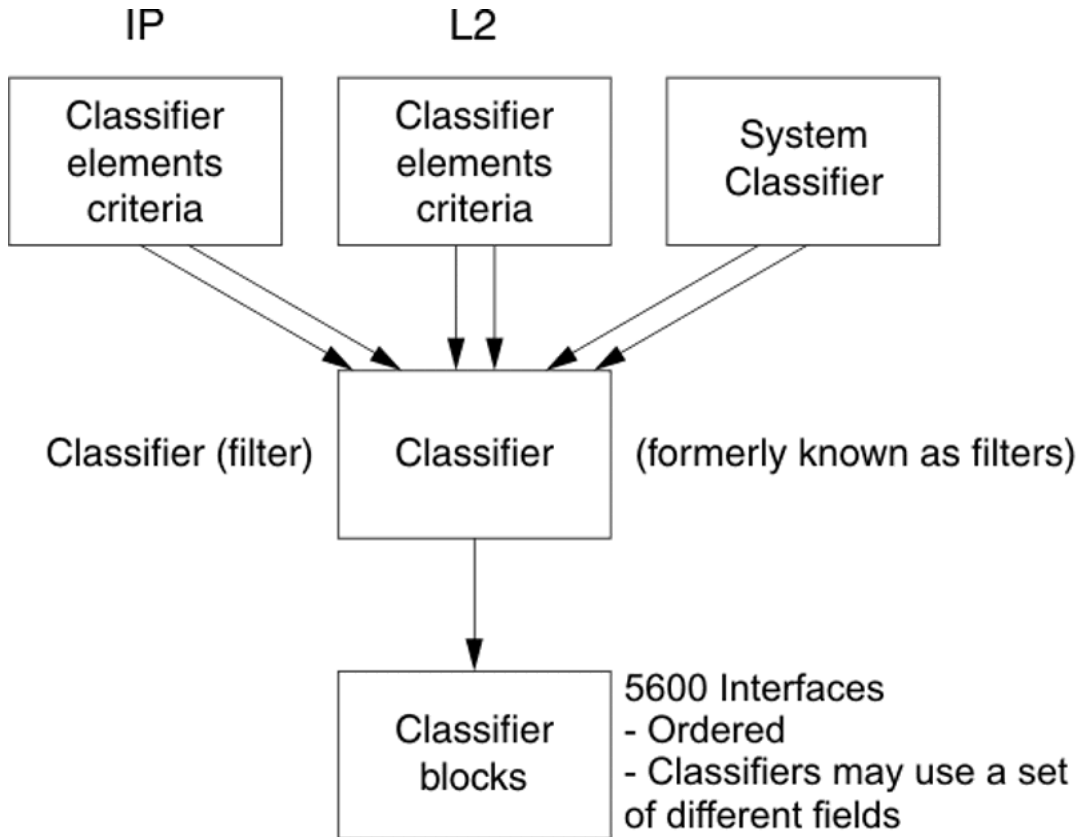 IP
L2
Classifier
elements
criteria
Classifier
elements
criteria
System
Classifier
Classifier (filter)
Classifier
(formerly known as filters)
Classifier
blocks
5600 Interfaces
- Ordered
- Classifiers may use a set
of different fields